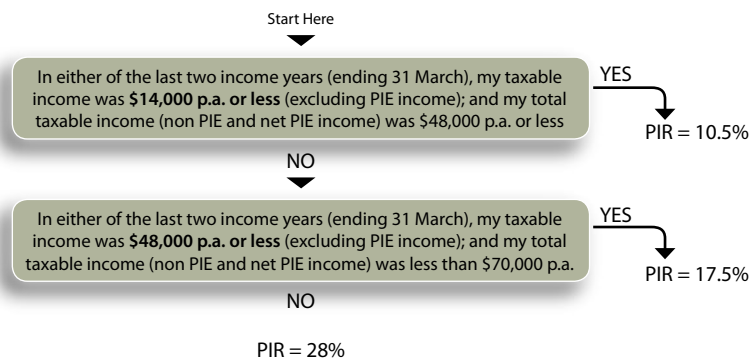 Start Here
In either of the last two income years (ending 31 March), my taxable
income was $14,000 p.a. or less (excluding PIE income); and my total
taxable income (non PIE and net PIE income) was $48,000 p.a. or less
YES
PIR = 10.5%
NO
In either of the last two income years (ending 31 March), my taxable
income was $48,000 p.a. or less (excluding PIE income); and my total
taxable income (non PIE and net PIE income) was less than $70,000 p.a.
YES
PIR = 17.5%
NO
PIR = 28%